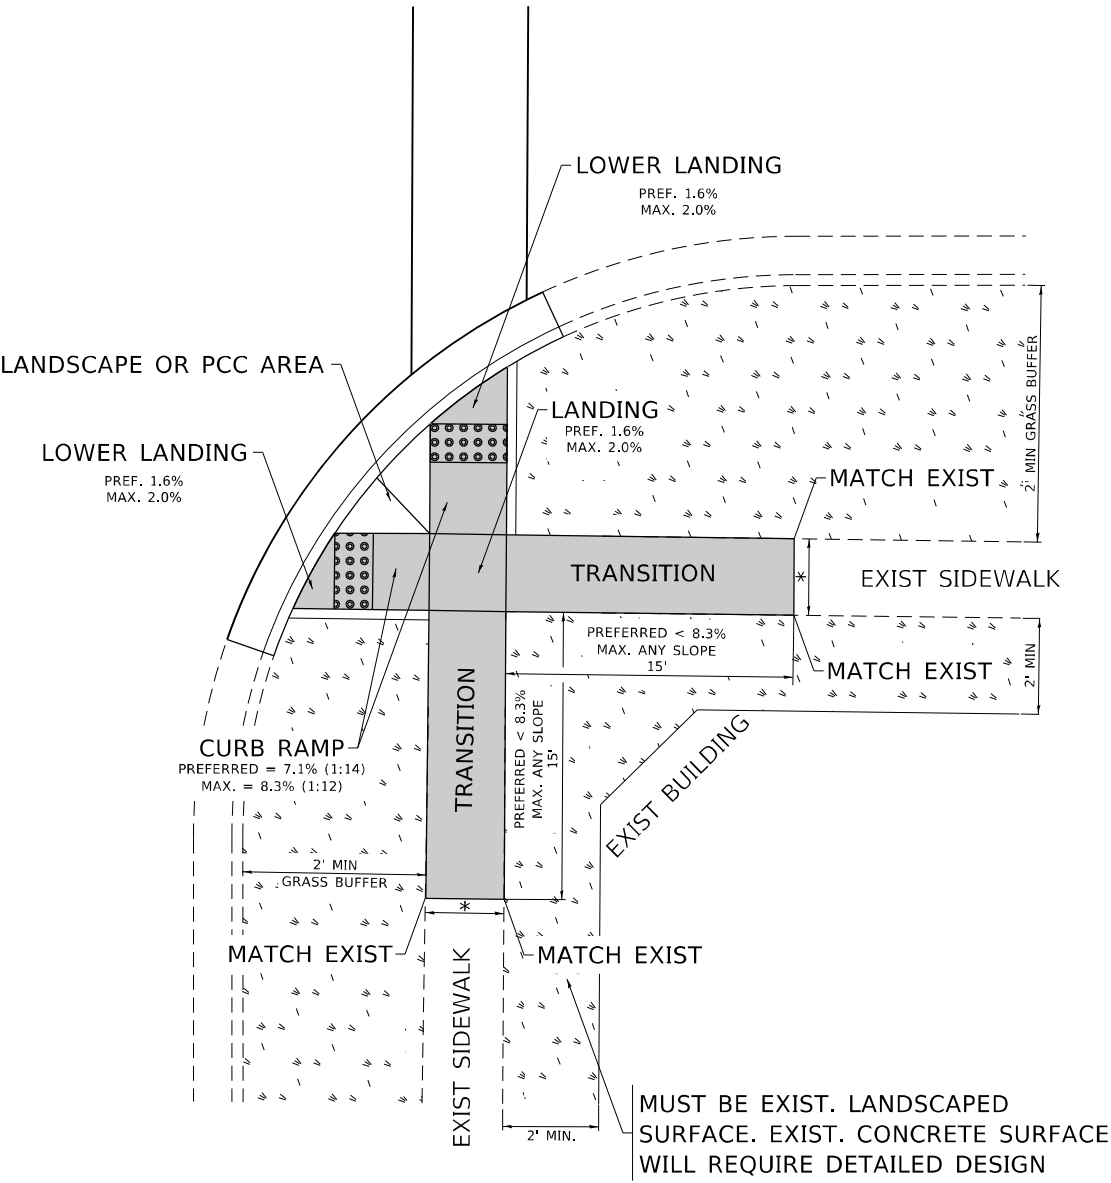 LOWER LANDING
PREF. 1.6%
MAX. 2.0%
LANDSCAPE OR PCC AREA
2' MIN GRASS BUFFER
LANDING
PREF. 1.6%
MAX. 2.0%
LOWER LANDING
PREF. 1.6%
MAX. 2.0%
MATCH EXIST
TRANSITION
*
EXIST SIDEWALK
PREFERRED < 8.3%
MAX. ANY SLOPE
15'
MATCH EXIST
2' MIN
TRANSITION
PREFERRED < 8.3%
MAX. ANY SLOPE
15'
CURB RAMP
PREFERRED = 7.1% (1:14)
MAX. = 8.3% (1:12)
EXIST BUILDING
2' MIN
GRASS BUFFER
*
MATCH EXIST
MATCH EXIST
EXIST SIDEWALK
2' MIN.
MUST BE EXIST. LANDSCAPED
SURFACE. EXIST. CONCRETE SURFACE
WILL REQUIRE DETAILED DESIGN